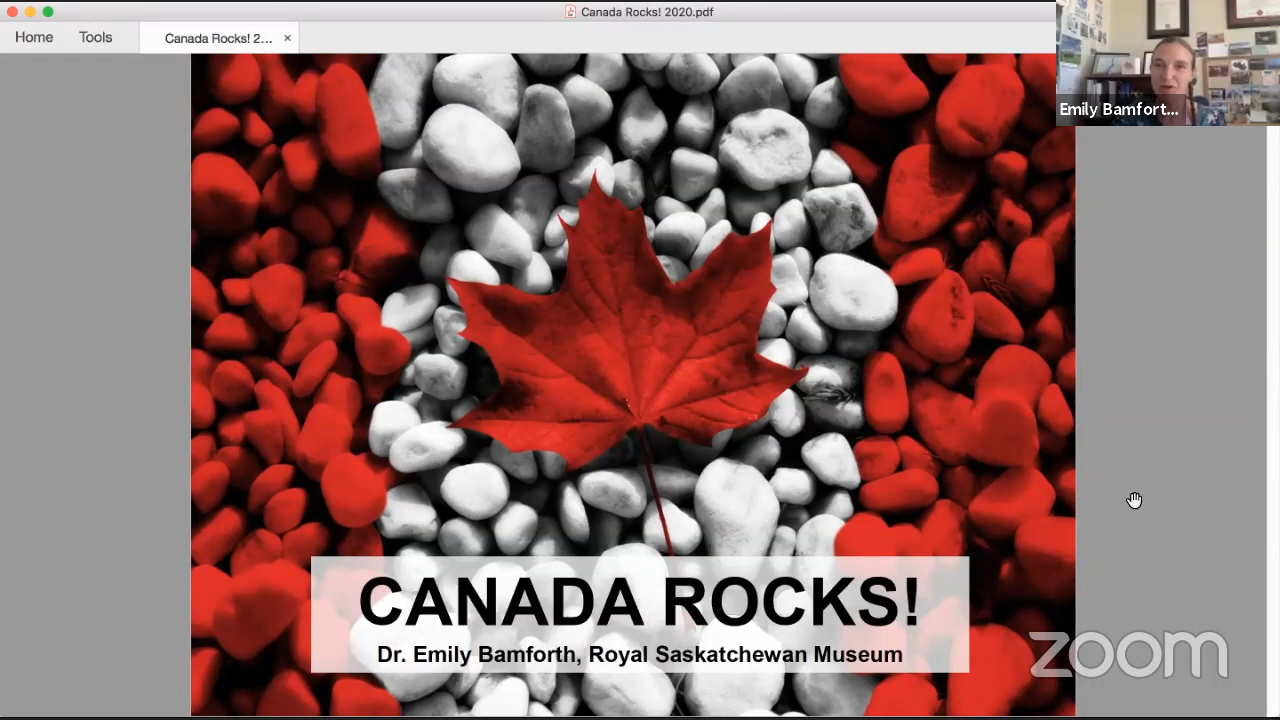 Canada Rocks! 2020.pdf
Home
Tools
Canada Rocks! 2...
×
Emily Bamfort...
CANADA ROCKS!
Dr. Emily Bamforth, Royal Saskatchewan Museum
zoom